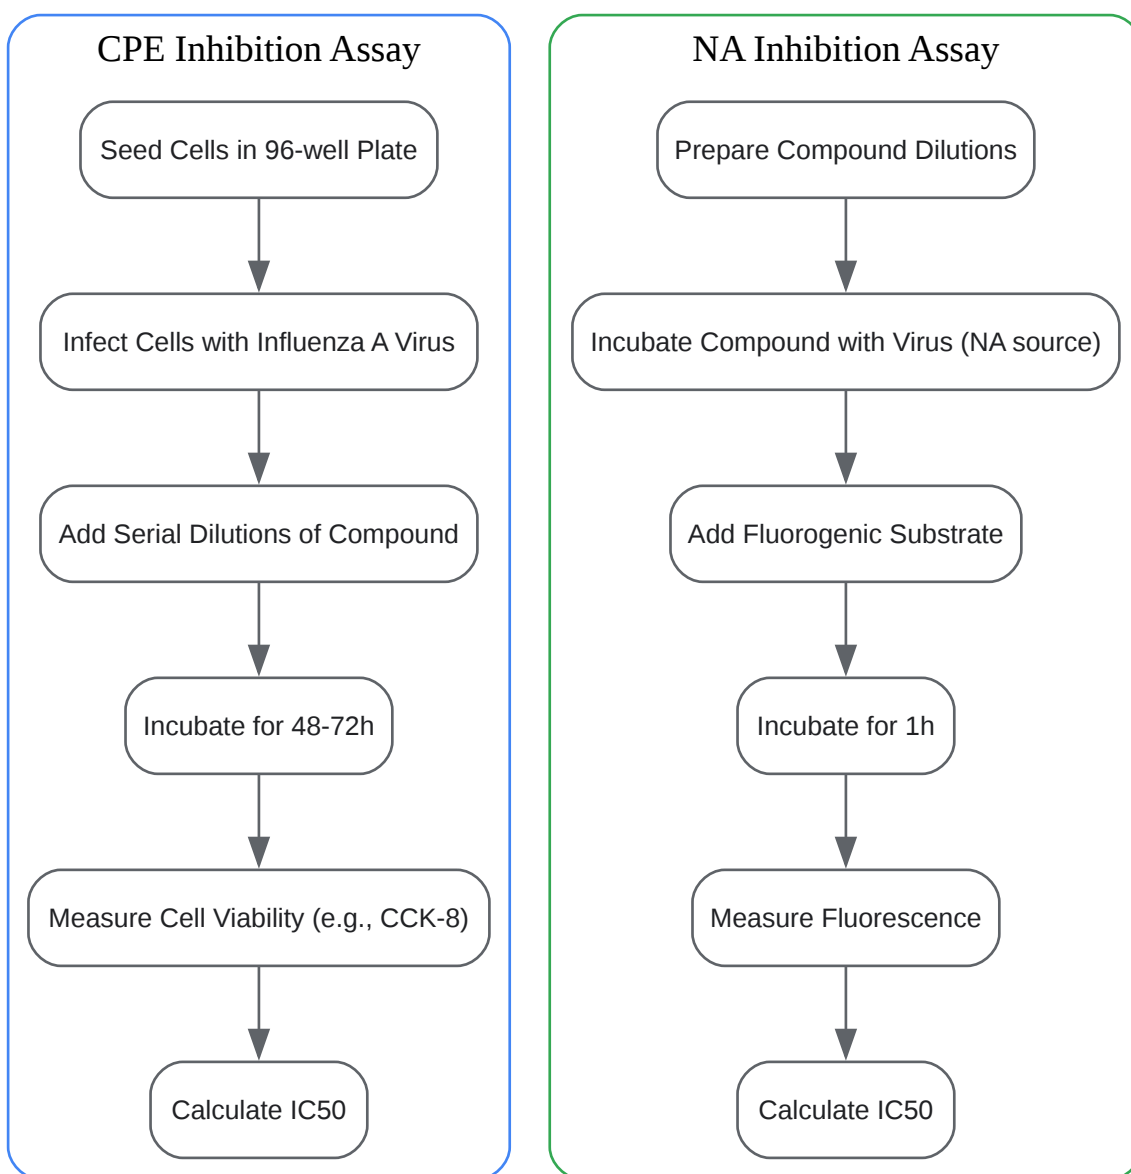 CPE Inhibition Assay
Seed Cells in 96-well Plate
Infect Cells with Influenza A Virus
Add Serial Dilutions of Compound
Incubate for 48-72h
Measure Cell Viability (e.g., CCK-8)
Calculate IC50
NA Inhibition Assay
Prepare Compound Dilutions
Incubate Compound with Virus (NA source)
Add Fluorogenic Substrate
Incubate for 1h
Measure Fluorescence
Calculate IC50